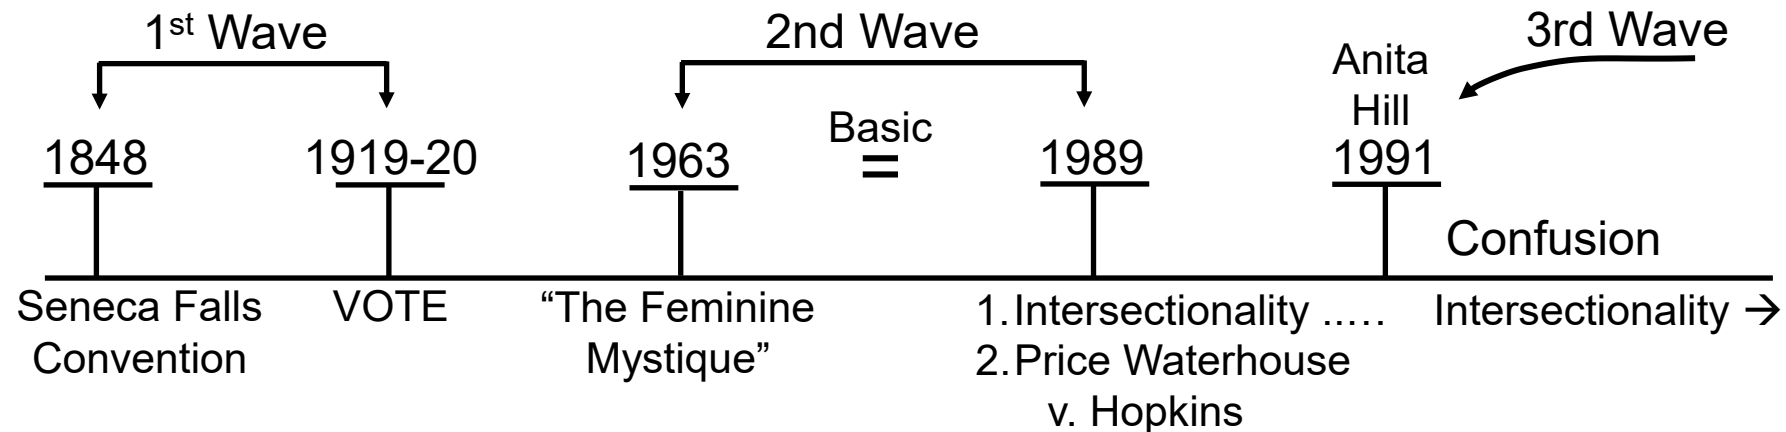 1st Wave
2nd Wave
3rd Wave
Anita
Hill
Basic
=
1848
1919-20
1963
1989
1991
Confusion
Seneca Falls
Convention
VOTE
“The Feminine
Mystique”
1. Intersectionality ..…
2. Price Waterhouse
v. Hopkins
Intersectionality →